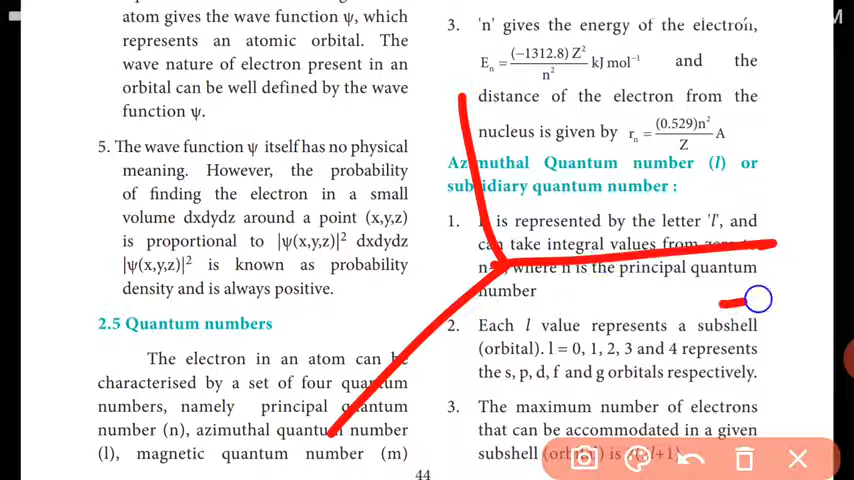 atom gives the wave function ψ, which
represents an atomic orbital. The
wave nature of electron present in an
orbital can be well defined by the wave
function ψ.
5. The wave function ψ itself has no physical
meaning. However, the probability
of finding the electron in a small
volume dxdydz around a point (x,y,z)
is proportional to |ψ(x,y,z)|² dxdydz
|ψ(x,y,z)|² is known as probability
density and is always positive.
2.5 Quantum numbers
The electron in an atom can be
characterised by a set of four quantum
numbers, namely principal quantum
number (n), azimuthal quantum number
(l), magnetic quantum number (m)
3. 'n' gives the energy of the electron,
Eₙ = (−1312.8) Z² / n² kJ mol⁻¹ and the
distance of the electron from the
nucleus is given by rₙ = (0.529)n² / Z A
Azimuthal Quantum number (l) or
subsidiary quantum number :
1. is represented by the letter 'l', and
can take integral values from zero to
where n is the principal quantum
number
2. Each l value represents a subshell
(orbital). l = 0, 1, 2, 3 and 4 represents
the s, p, d, f and g orbitals respectively.
3. The maximum number of electrons
that can be accommodated in a given
subshell (orbital) is
44
M